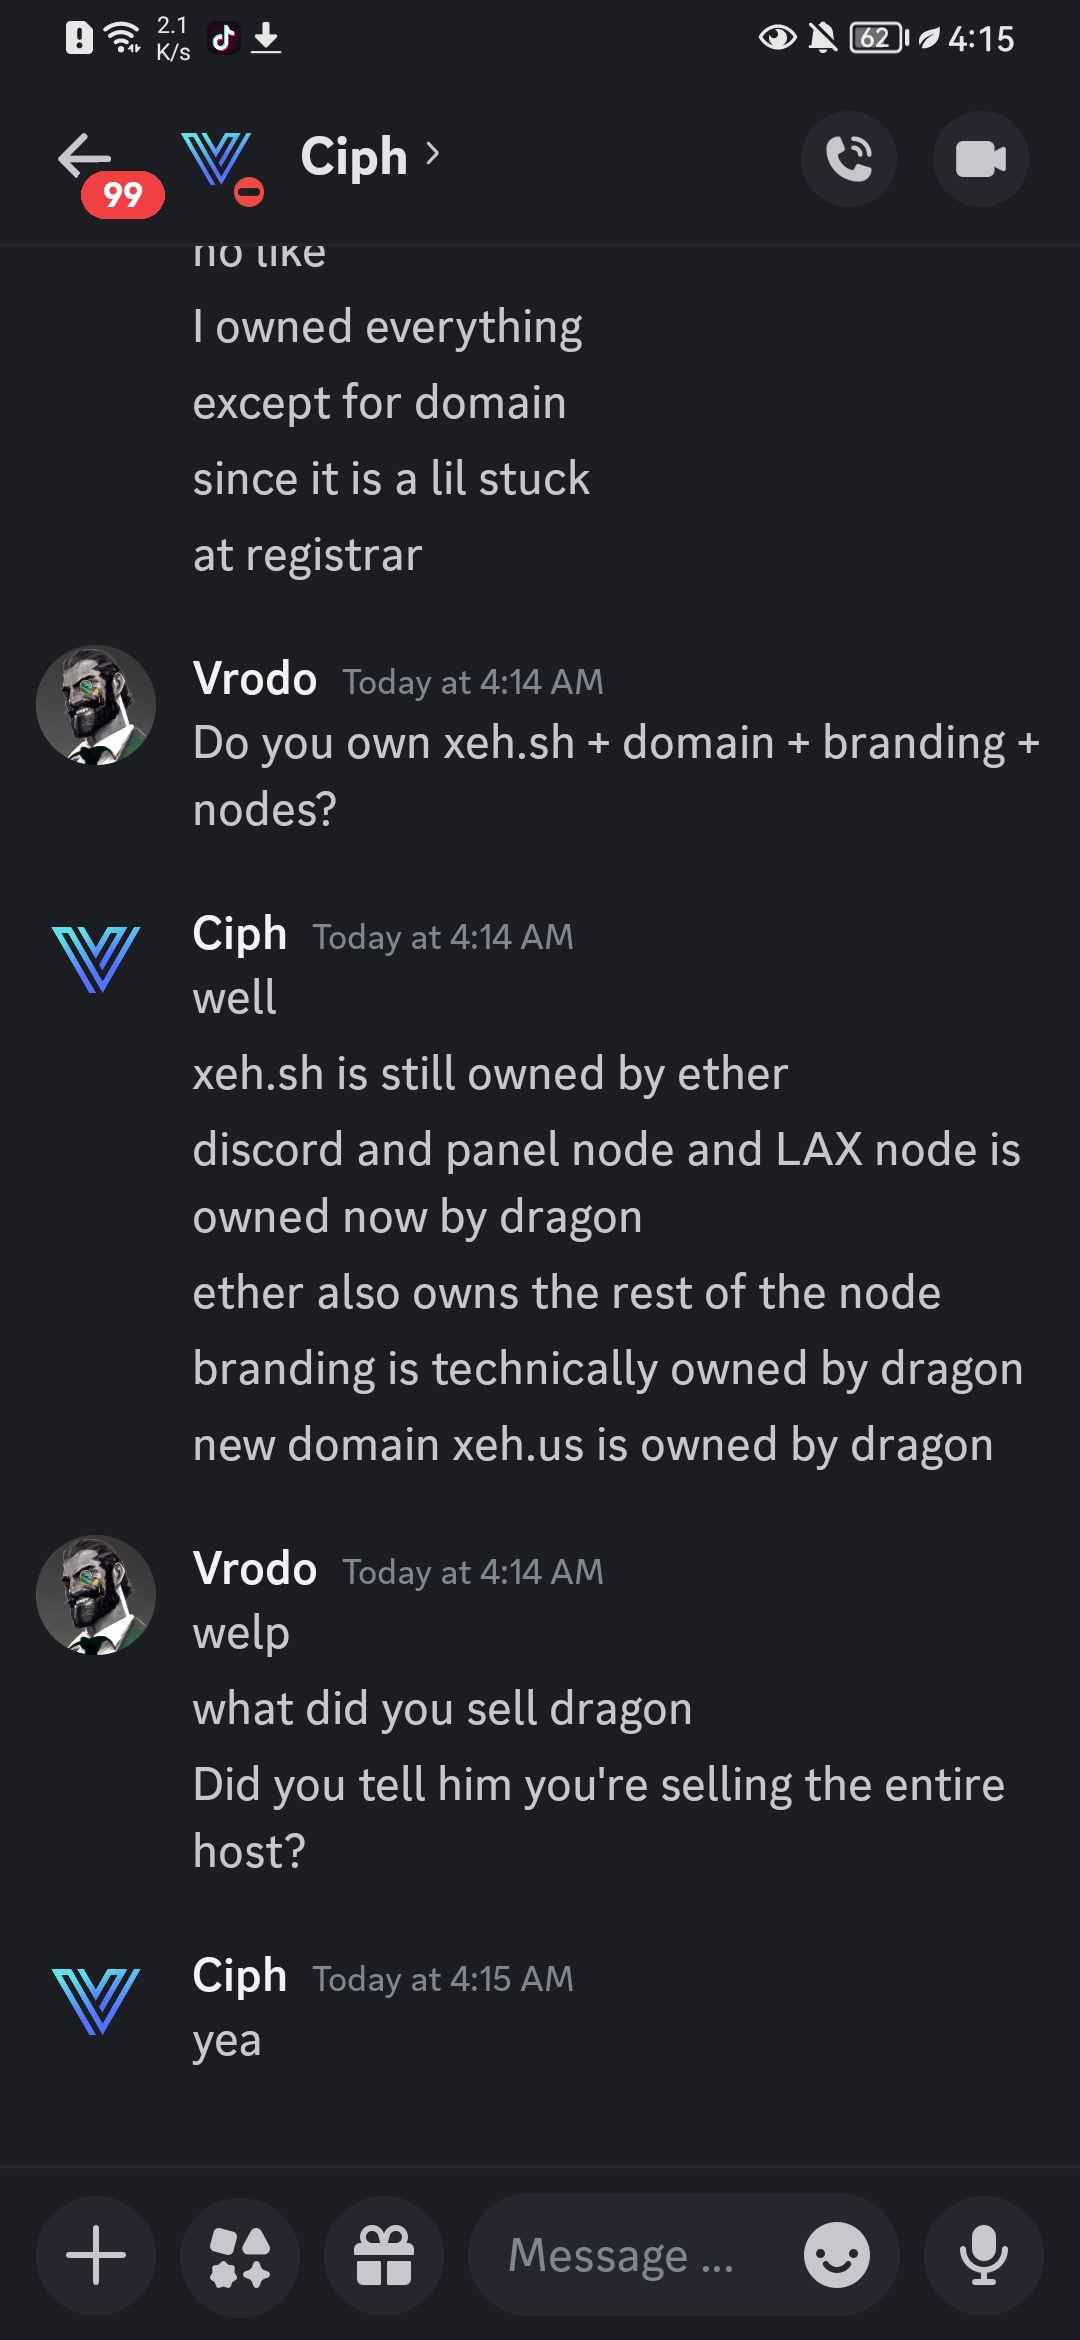 2.1
K/s
62
4:15
99
Ciph
no like
I owned everything
except for domain
since it is a lil stuck
at registrar
Vrodo Today at 4:14 AM
Do you own xeh.sh + domain + branding +
nodes?
Ciph Today at 4:14 AM
well
xeh.sh is still owned by ether
discord and panel node and LAX node is
owned now by dragon
ether also owns the rest of the node
branding is technically owned by dragon
new domain xeh.us is owned by dragon
Vrodo Today at 4:14 AM
welp
what did you sell dragon
Did you tell him you're selling the entire
host?
Ciph Today at 4:15 AM
yea
Message ...